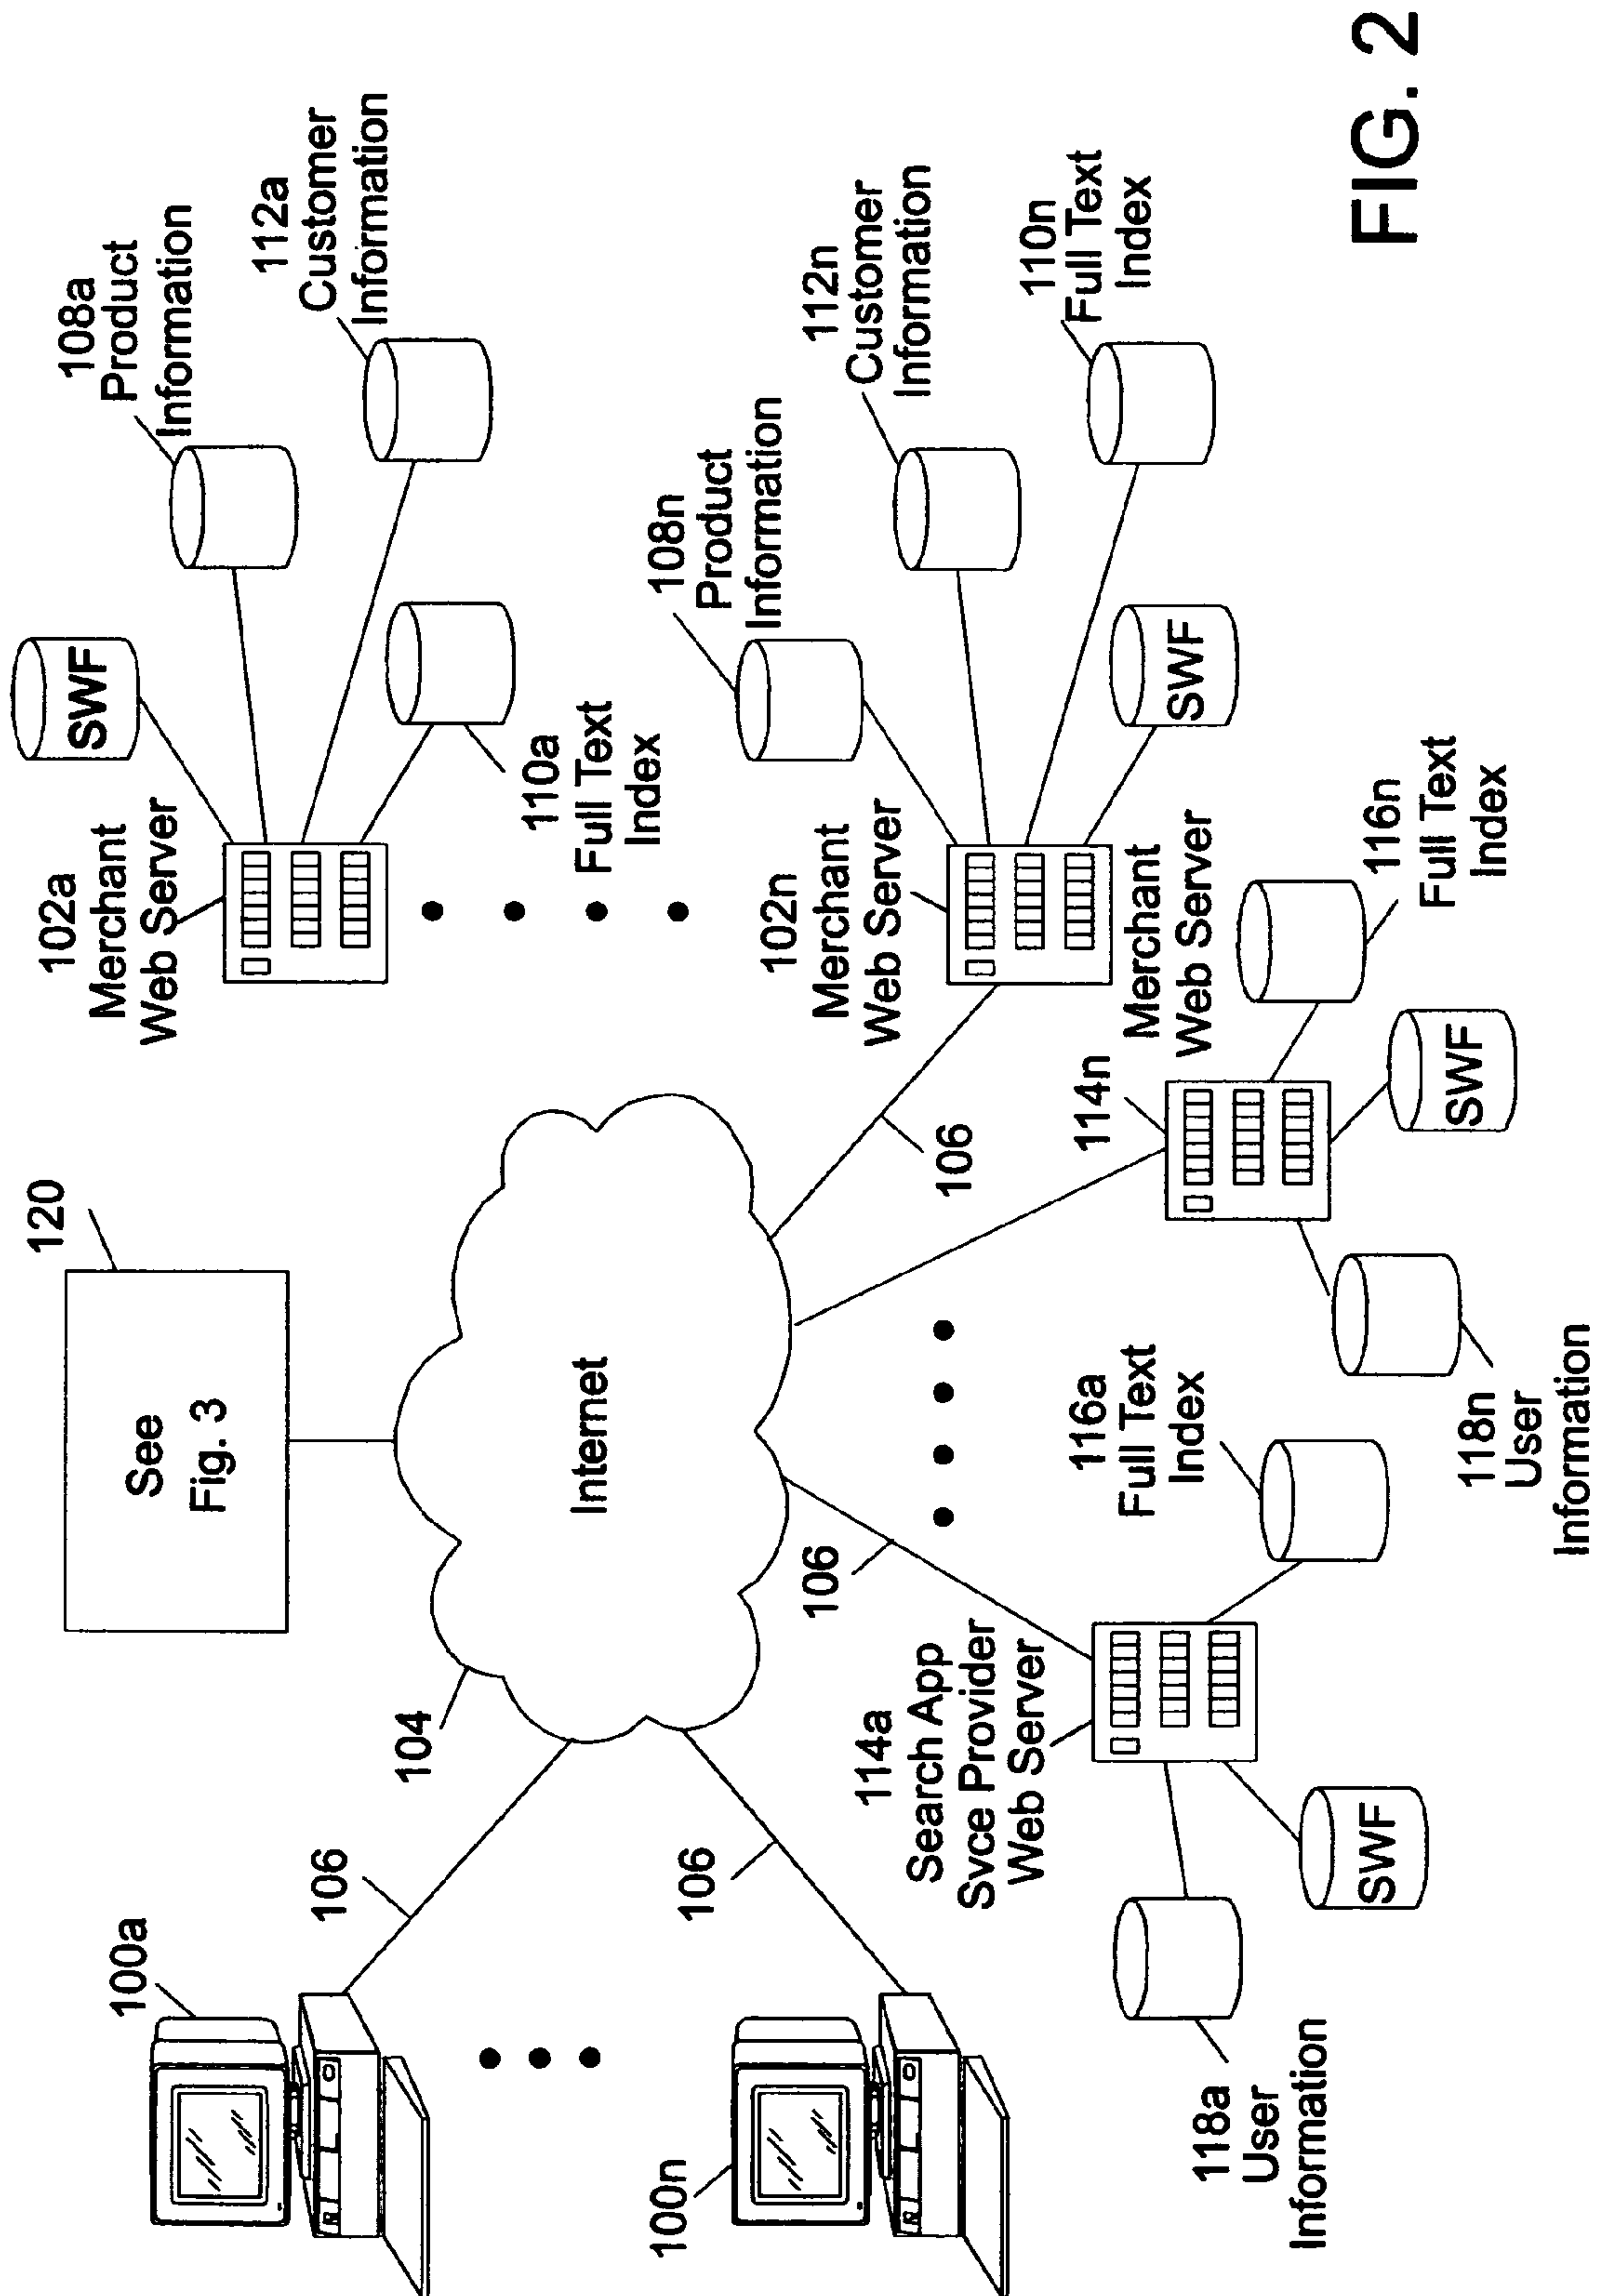 100a
106
100n
106
104
120
See
Fig. 3
Internet
102a
Merchant
Web Server
SWF
108a
Product
Information
112a
Customer
Information
110a
Full Text
Index
102n
Merchant
Web Server
108n
Product
Information
112n
Customer
Information
110n
Full Text
Index
SWF
106
114n
Merchant
Web Server
116n
Full Text
Index
SWF
118n
User
Information
106
114a
Search App
Svce Provider
Web Server
116a
Full Text
Index
SWF
118a
User
Information
FIG. 2